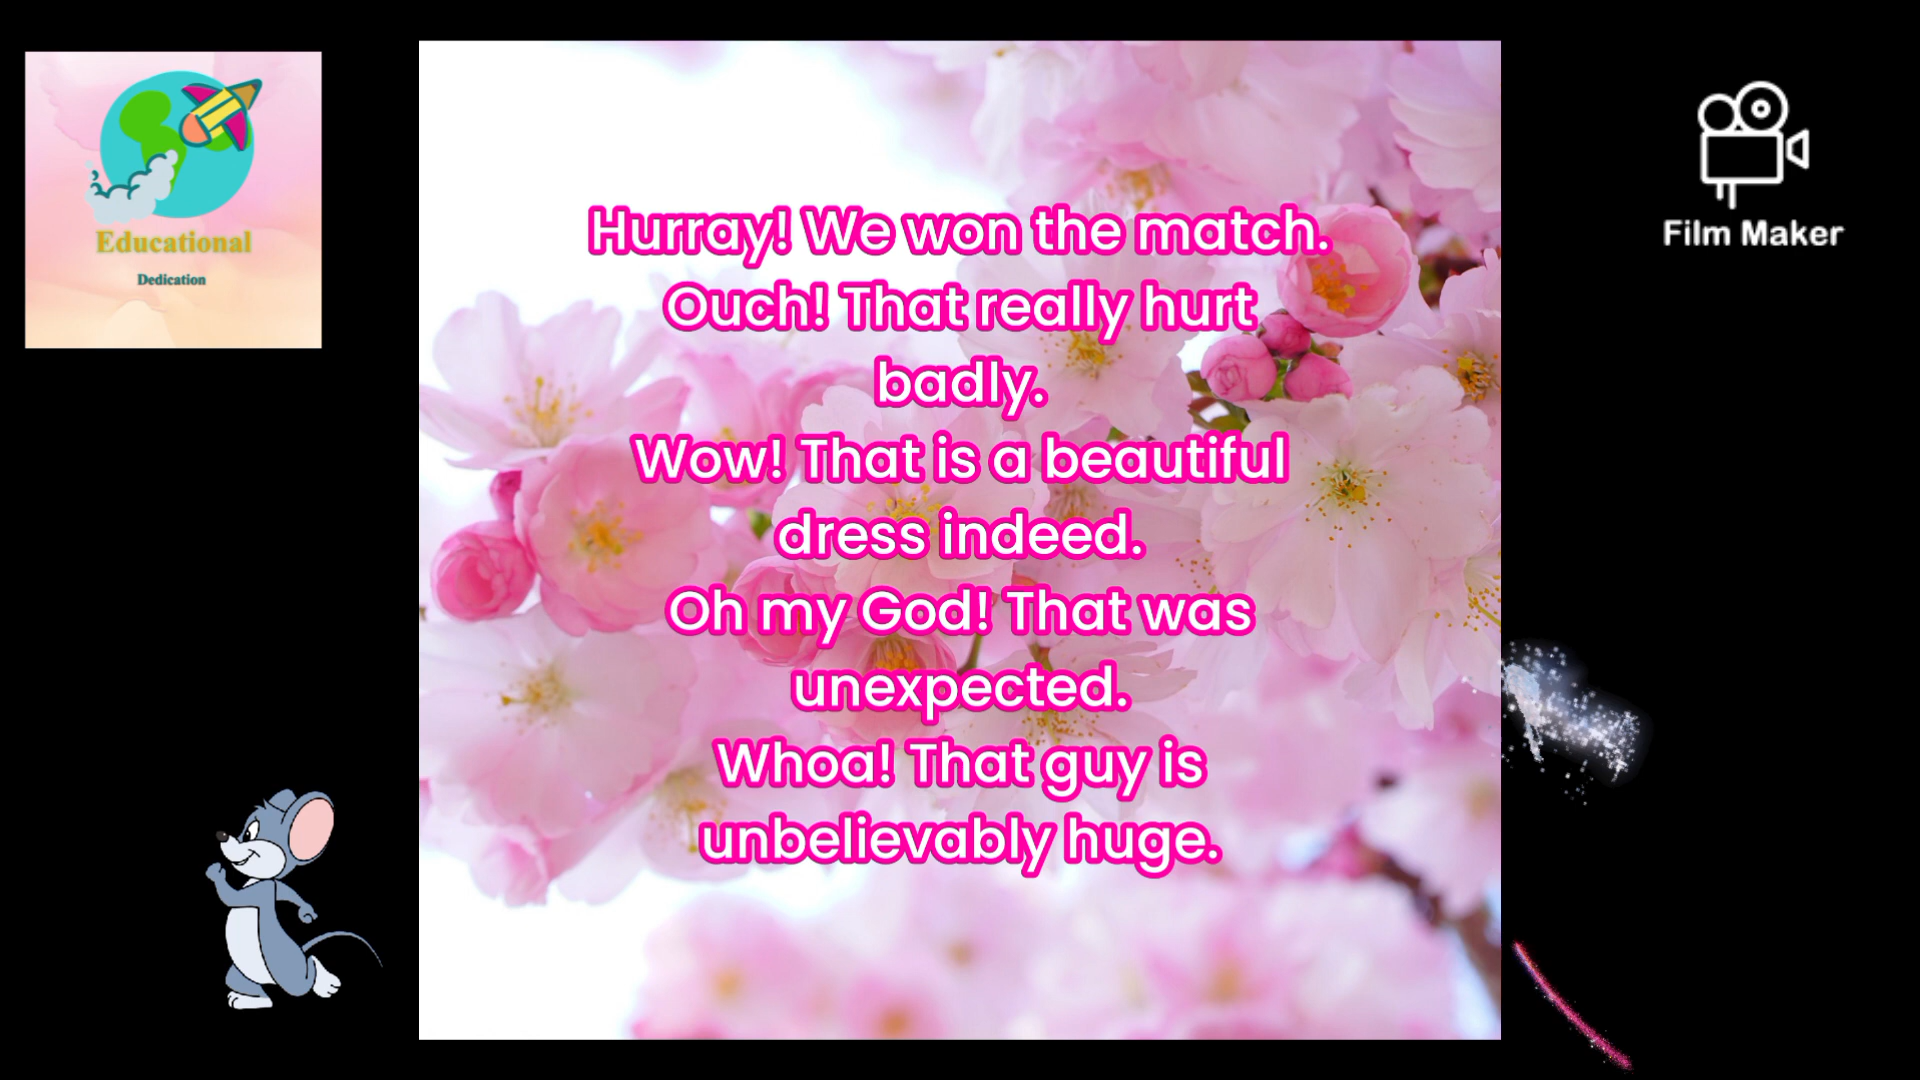 Educational
Dedication
Film Maker
Hurray! We won the match.
Ouch! That really hurt
badly.
Wow! That is a beautiful
dress indeed.
Oh my God! That was
unexpected.
Whoa! That guy is
unbelievably huge.